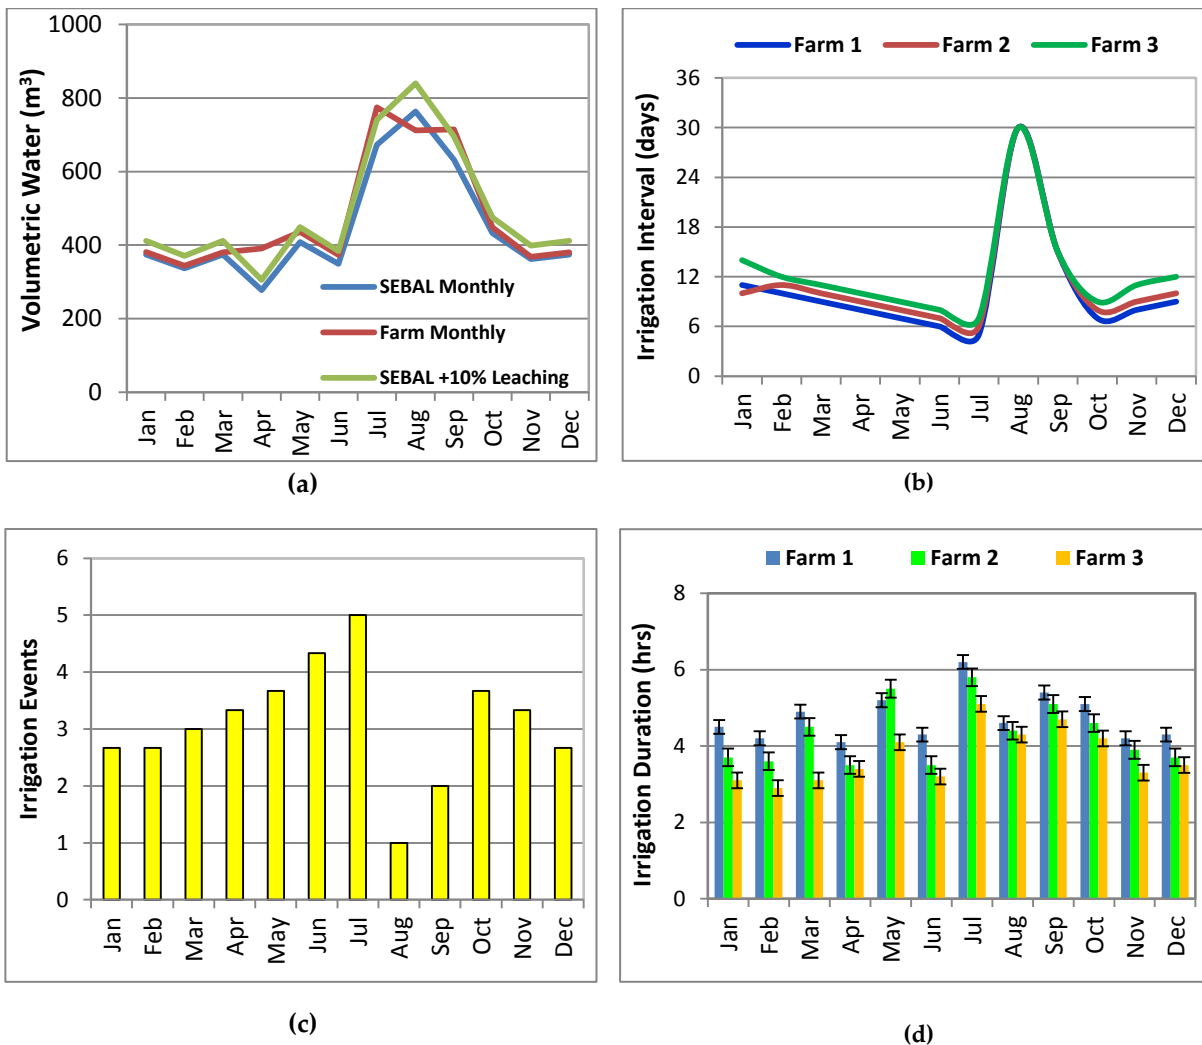 1000
800
600
400
200
0
Volumetric Water (m³)
SEBAL Monthly
Farm Monthly
SEBAL +10% Leaching
Jan Feb Mar Apr May Jun Jul Aug Sep Oct Nov Dec
(a)
Farm 1 Farm 2 Farm 3
36
30
24
18
12
6
0
Irrigation Interval (days)
Jan Feb Mar Apr May Jun Jul Aug Sep Oct Nov Dec
(b)
6
5
4
3
2
1
0
Irrigation Events
Jan Feb Mar Apr May Jun Jul Aug Sep Oct Nov Dec
(c)
Farm 1 Farm 2 Farm 3
8
6
4
2
0
Irrigation Duration (hrs)
Jan Feb Mar Apr May Jun Jul Aug Sep Oct Nov Dec
(d)